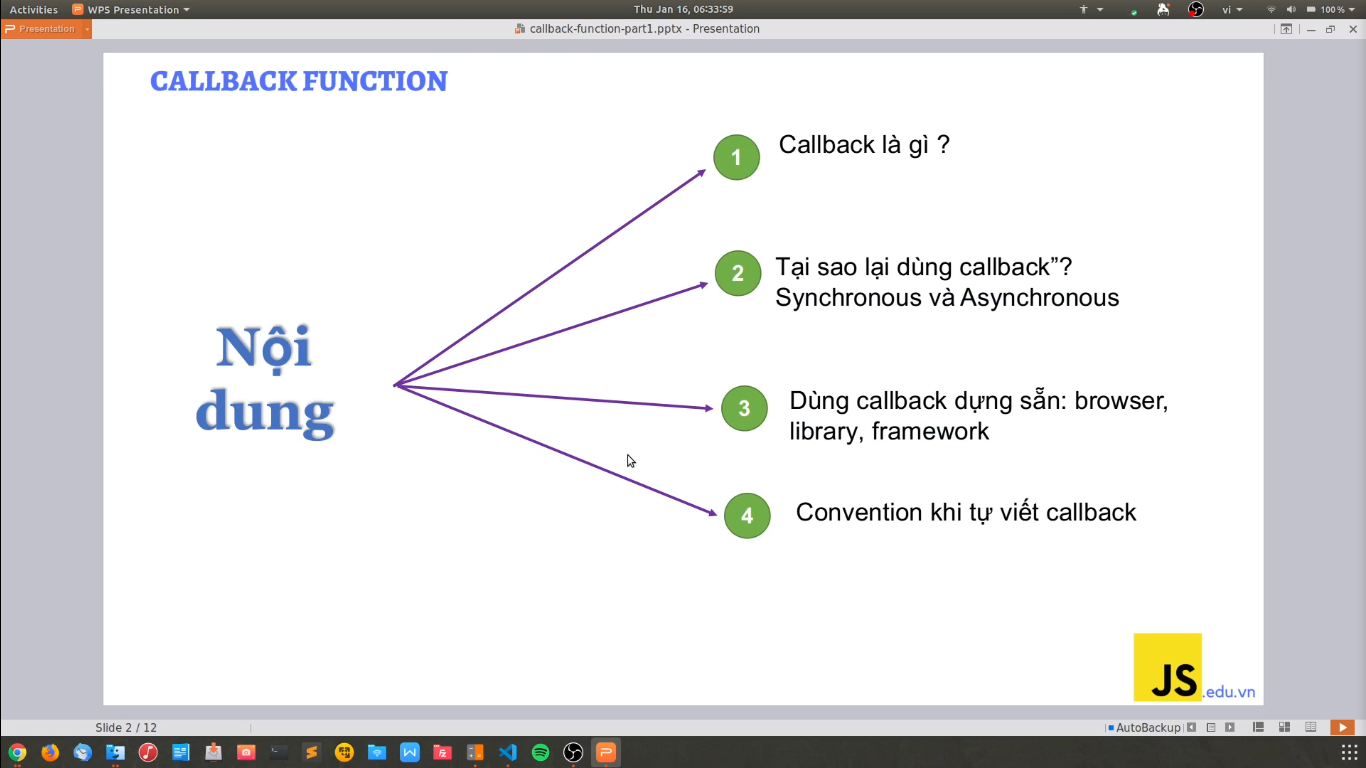 Activities WPS Presentation Thu Jan 16, 06:33:59 vi 100%
Presentation callback-function-part1.pptx - Presentation
CALLBACK FUNCTION
Nội
dung
1 Callback là gì ?
2 Tại sao lại dùng callback”?
Synchronous và Asynchronous
3 Dùng callback dựng sẵn: browser,
library, framework
4 Convention khi tự viết callback
JS.edu.vn
Slide 2 / 12 AutoBackup